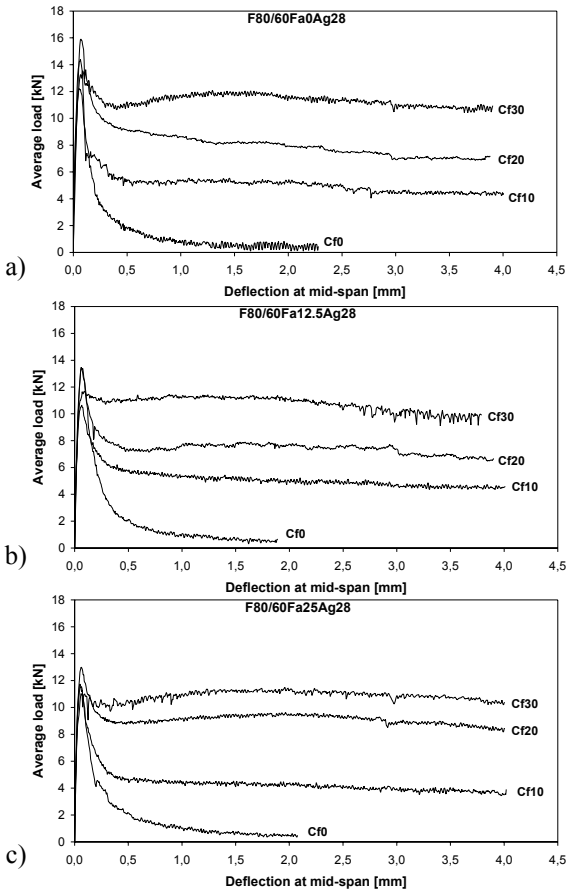 F80/60Fa0Ag28
Average load [kN]
18
16
14
12
10
8
6
4
2
0
Cf30
Cf20
Cf10
Cf0
0,0 0,5 1,0 1,5 2,0 2,5 3,0 3,5 4,0 4,5
Deflection at mid-span [mm]
a)
F80/60Fa12.5Ag28
Average load [kN]
18
16
14
12
10
8
6
4
2
0
Cf30
Cf20
Cf10
Cf0
0,0 0,5 1,0 1,5 2,0 2,5 3,0 3,5 4,0 4,5
Deflection at mid-span [mm]
b)
F80/60Fa25Ag28
Average load [kN]
18
16
14
12
10
8
6
4
2
0
Cf30
Cf20
Cf10
Cf0
0,0 0,5 1,0 1,5 2,0 2,5 3,0 3,5 4,0 4,5
Deflection at mid-span [mm]
c)